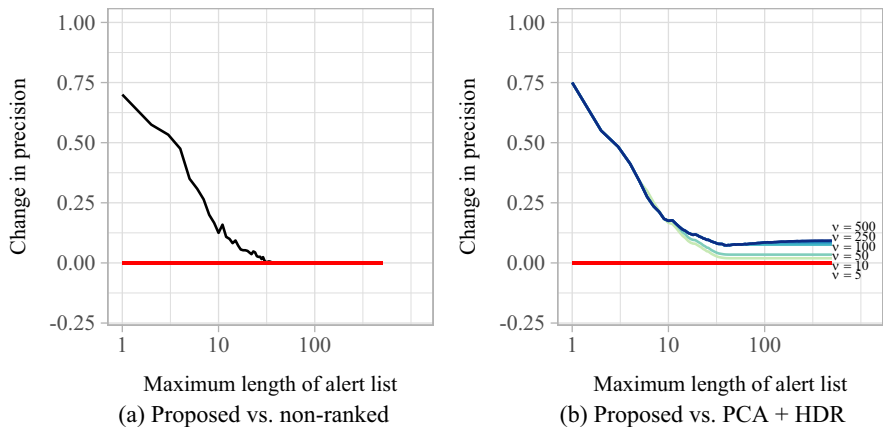 1.00
0.75
0.50
0.25
0.00
-0.25
Change in precision
1 10 100
Maximum length of alert list
(a) Proposed vs. non-ranked
1.00
0.75
0.50
0.25
0.00
-0.25
Change in precision
ν = 500
ν = 250
ν = 100
ν = 50
ν = 10
ν = 5
1 10 100
Maximum length of alert list
(b) Proposed vs. PCA + HDR